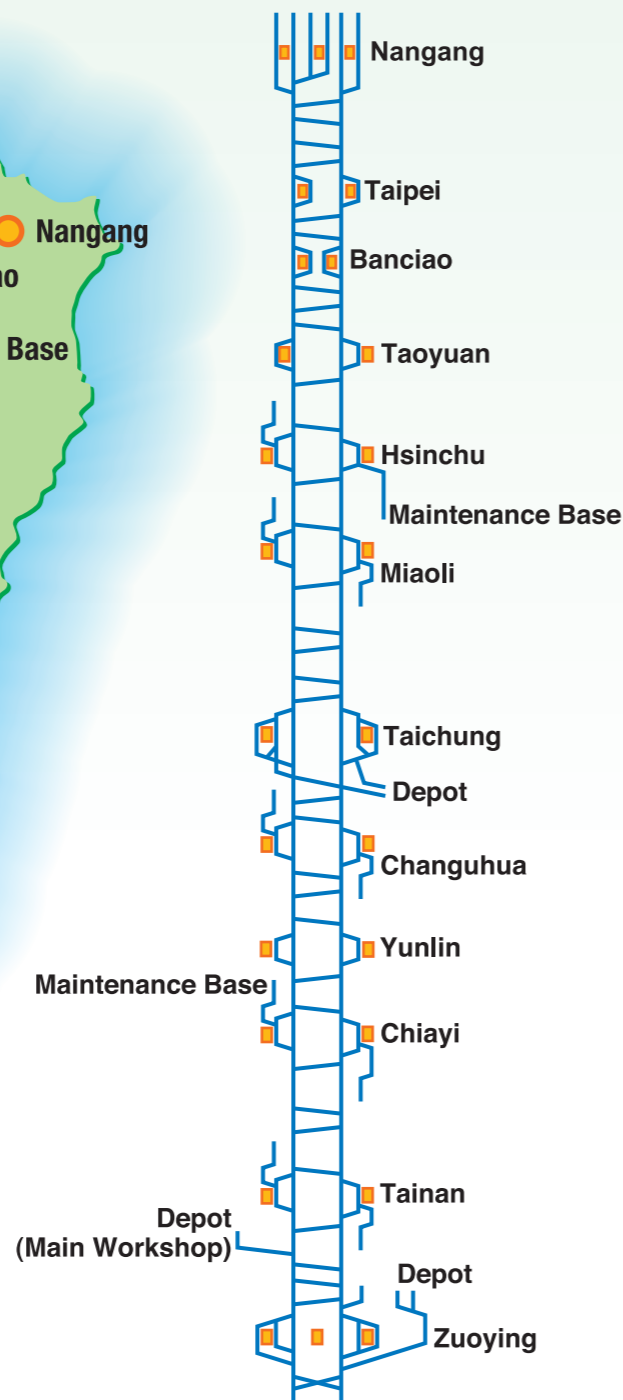 Nangang
Taipei
Nangang
Banciao
ao
Base
Taoyuan
Hsinchu
Maintenance Base
Miaoli
Taichung
Depot
Changuhua
Yunlin
Maintenance Base
Chiayi
Tainan
Depot
(Main Workshop)
Depot
Zuoying